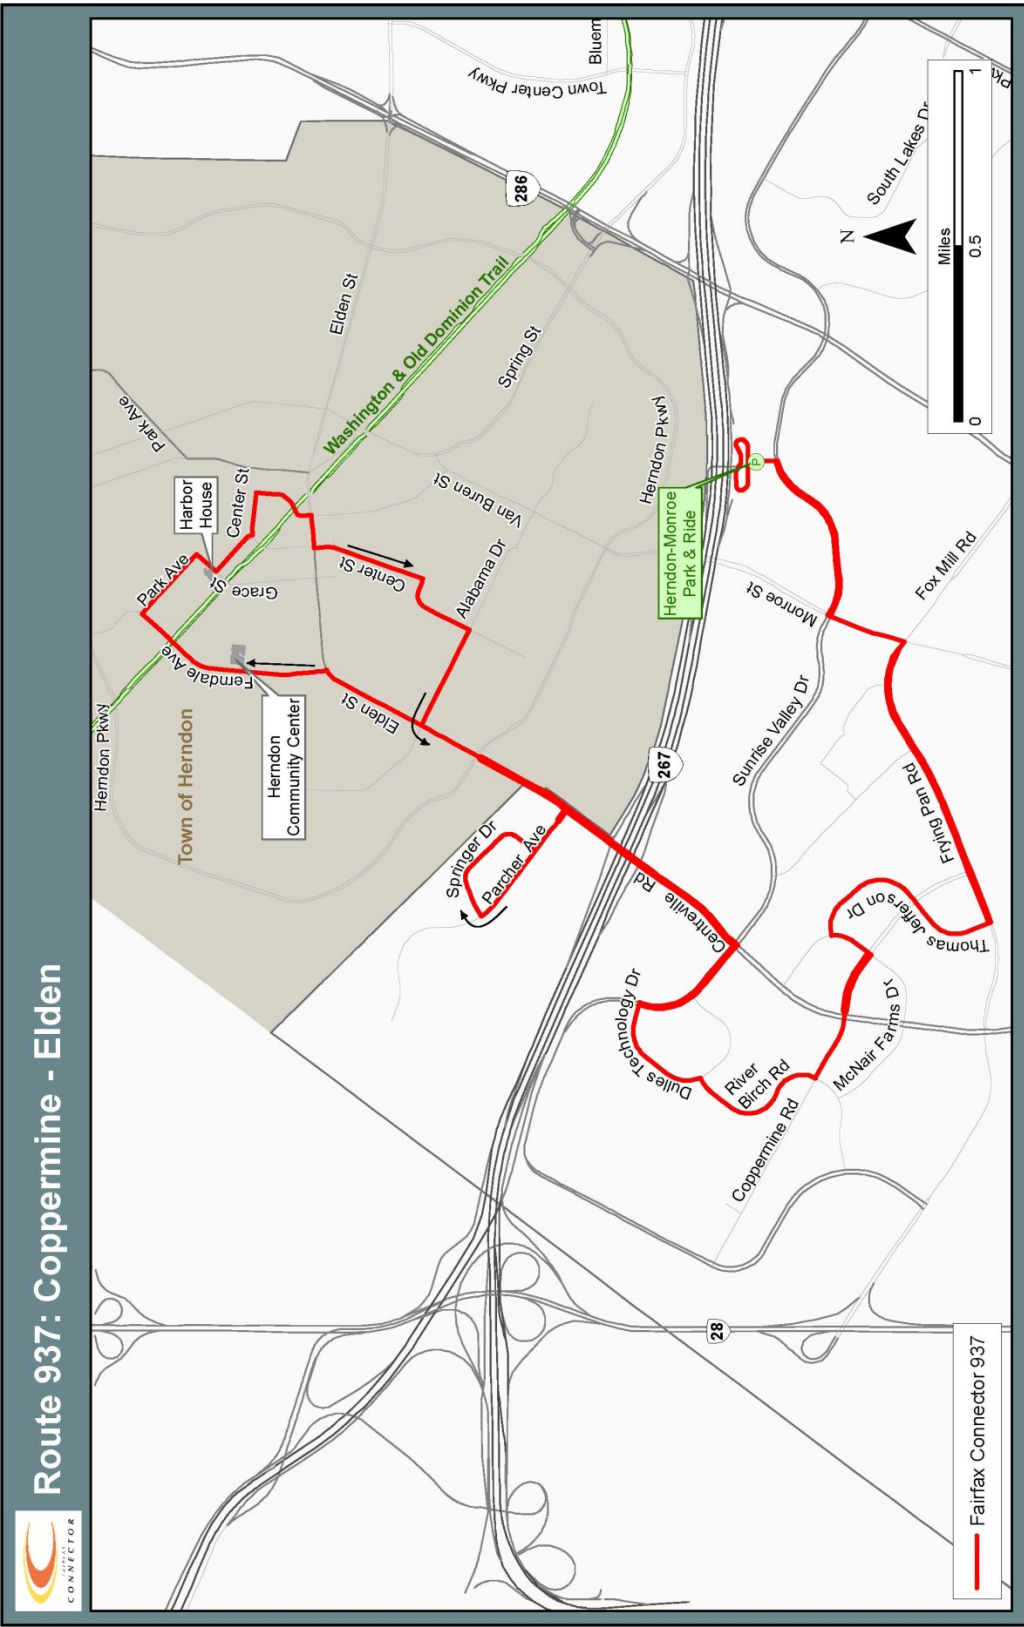 FAIRFAX
CONNECTOR
Route 937: Coppermine - Elden
Herndon Pkwy
Town of Herndon
Herndon
Community Center
Ferndale Ave
Park Ave
Harbor
House
Grace St
Center St
Park Ave
Elden St
Washington & Old Dominion Trail
286
Town Center Pkwy
Bluem
Spring St
Van Buren St
Center St
Alabama Dr
Elden St
Herndon Pkwy
Springer Dr
Parcher Ave
Herndon-Monroe
Park & Ride
P
267
Centreville Rd
Dulles Technology Dr
River
Birch Rd
Coppermine Rd
McNair Farms Dr
Thomas Jefferson Dr
Sunrise Valley Dr
Monroe St
Fox Mill Rd
Frying Pan Rd
South Lakes Dr
Pkw
28
N
Miles
0
0.5
1
Fairfax Connector 937